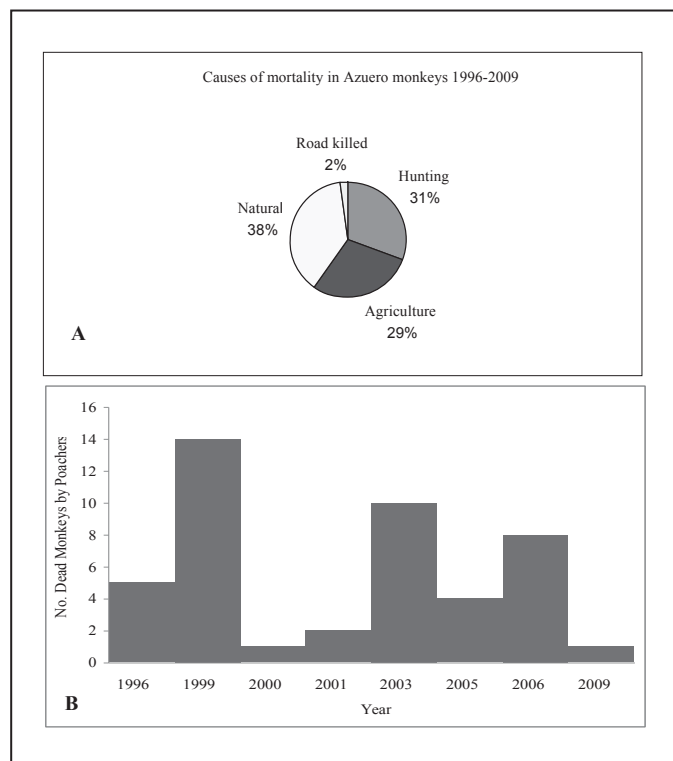 Causes of mortality in Azuero monkeys 1996-2009
Road killed
2%
Hunting
31%
Natural
38%
Agriculture
29%
A
16
14
12
10
8
6
4
2
0
No. Dead Monkeys by Poachers
1996 1999 2000 2001 2003 2005 2006 2009
Year
B